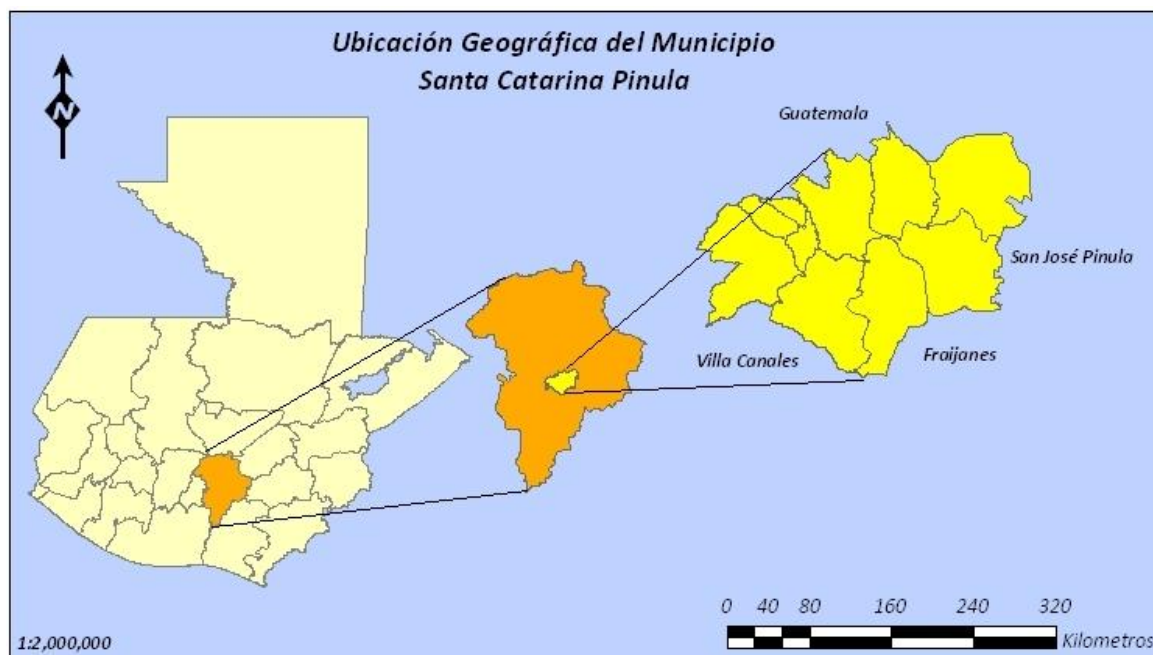 Ubicación Geográfica del Municipio
Santa Catarina Pinula
N
Guatemala
San José Pinula
Villa Canales
Fraijanes
0 40 80 160 240 320
Kilometros
1:2,000,000